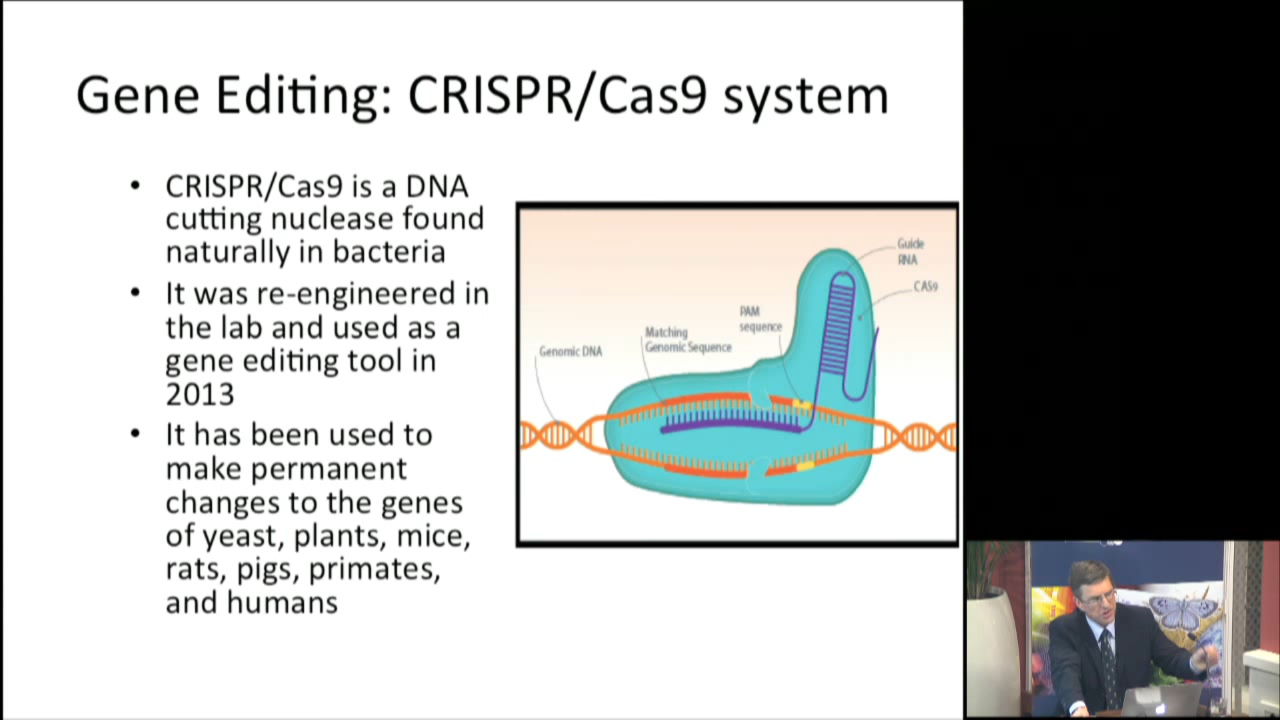 Gene Editing: CRISPR/Cas9 system
• CRISPR/Cas9 is a DNA
cutting nuclease found
naturally in bacteria
• It was re-engineered in
the lab and used as a
gene editing tool in
2013
• It has been used to
make permanent
changes to the genes
of yeast, plants, mice,
rats, pigs, primates,
and humans
Guide
RNA
CAS9
PAM
sequence
Matching
Genomic Sequence
Genomic DNA